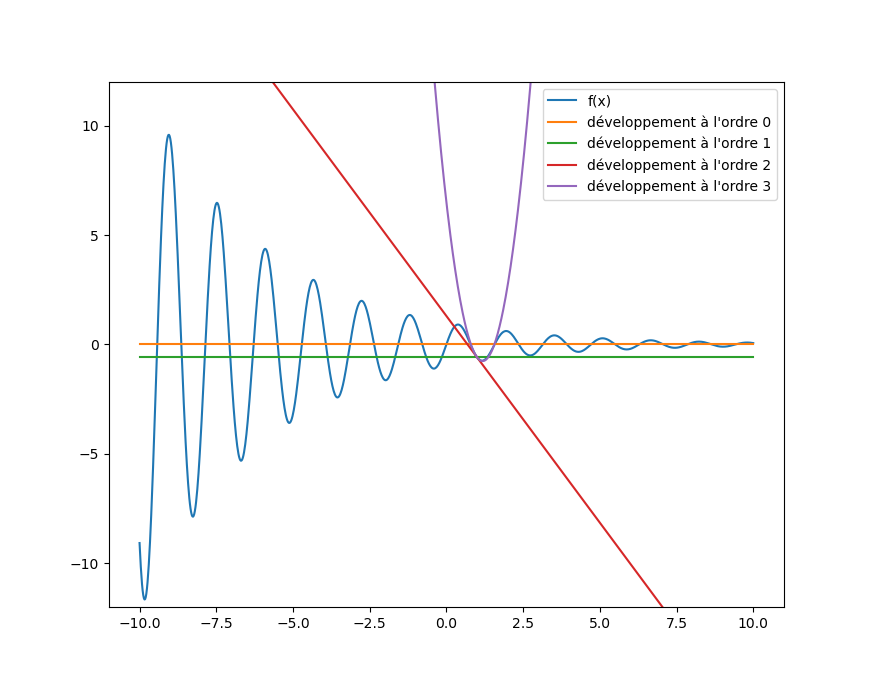 f(x)
développement à l'ordre 0
développement à l'ordre 1
développement à l'ordre 2
développement à l'ordre 3
10
5
0
−5
−10
−10.0 −7.5 −5.0 −2.5 0.0 2.5 5.0 7.5 10.0